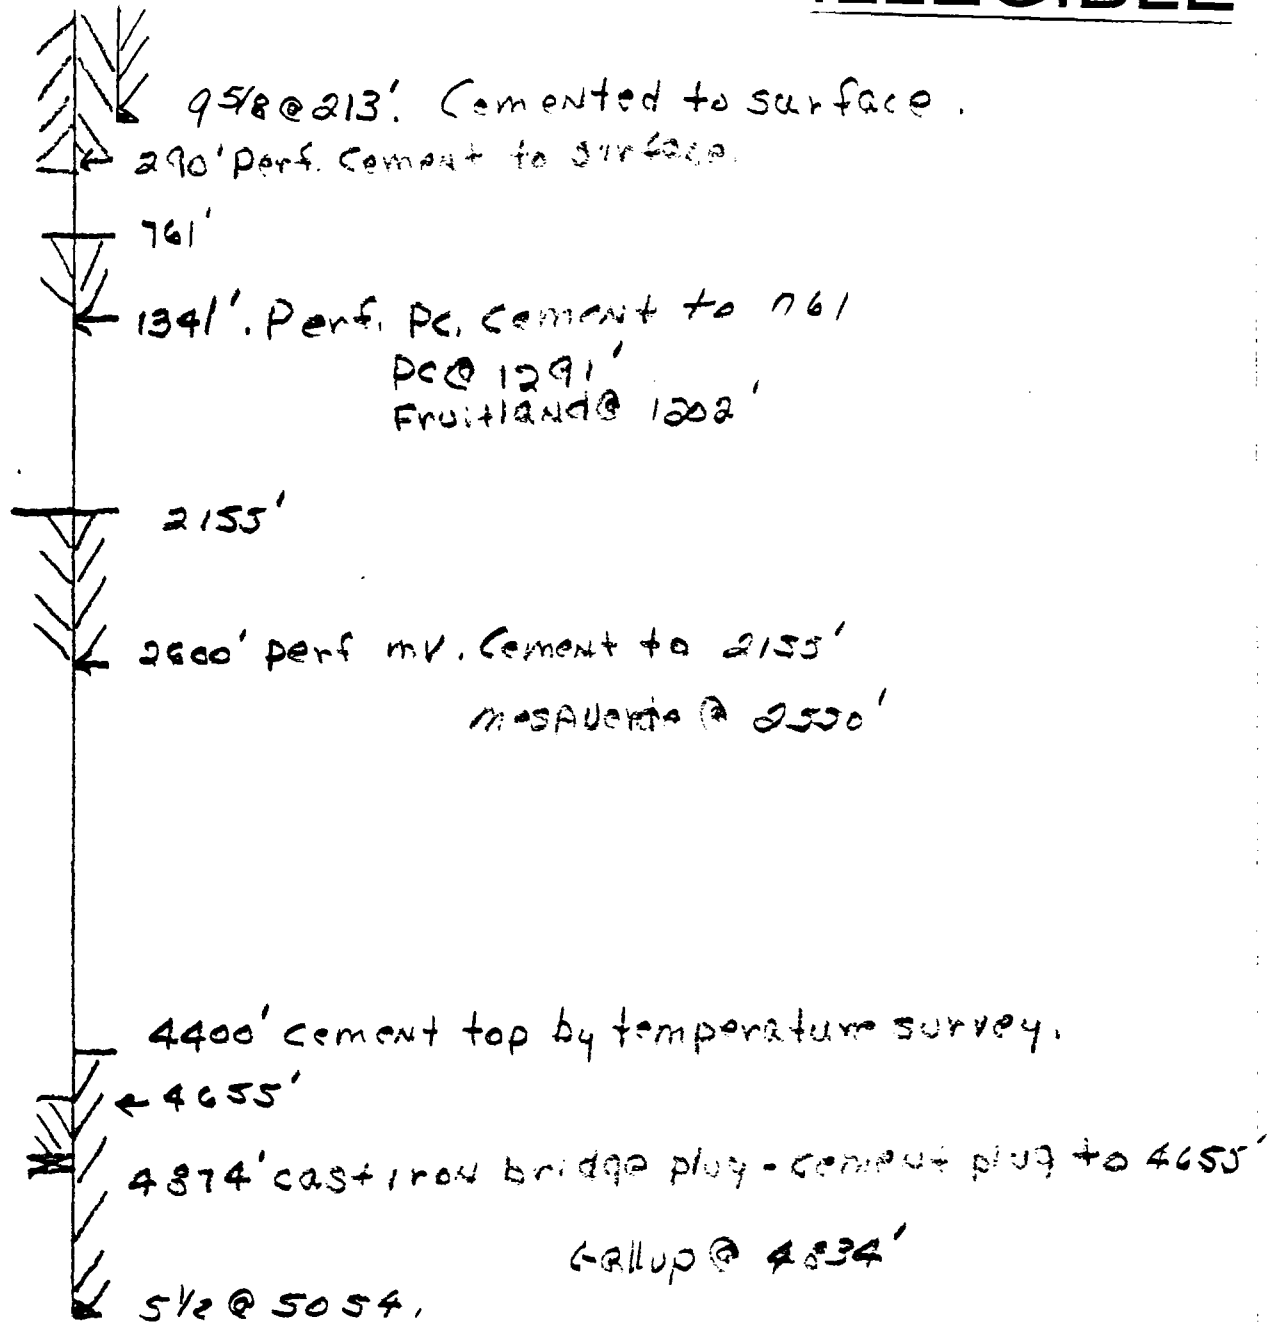 ILLEGIBLE
9 5/8 @ 213'. Cemented to surface.
290' Perf. Cement to surface.
761'
1341'. Perf. PC. Cement to 761
PC @ 1291'
Fruitland @ 1202'
2155'
2600' perf MV. Cement to 2155'
Mesaverde @ 2550'
4400' cement top by temperature survey.
4655'
4874' cast iron bridge plug - cement plug to 4655'
Gallup @ 4834'
5 1/2 @ 5054.